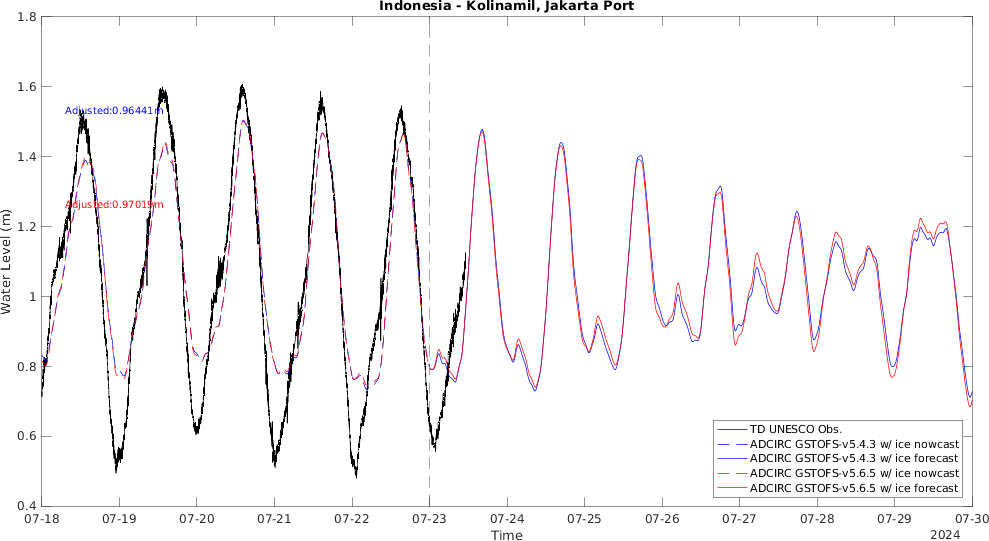 Indonesia - Kolinamil, Jakarta Port
1.8
1.6
1.4
1.2
1
0.8
0.6
0.4
Water Level (m)
Adjusted:0.96441m
Adjusted:0.97019m
TD UNESCO Obs.
ADCIRC GSTOFS-v5.4.3 w/ ice nowcast
ADCIRC GSTOFS-v5.4.3 w/ ice forecast
ADCIRC GSTOFS-v5.6.5 w/ ice nowcast
ADCIRC GSTOFS-v5.6.5 w/ ice forecast
07-18 07-19 07-20 07-21 07-22 07-23 07-24 07-25 07-26 07-27 07-28 07-29 07-30
Time
2024